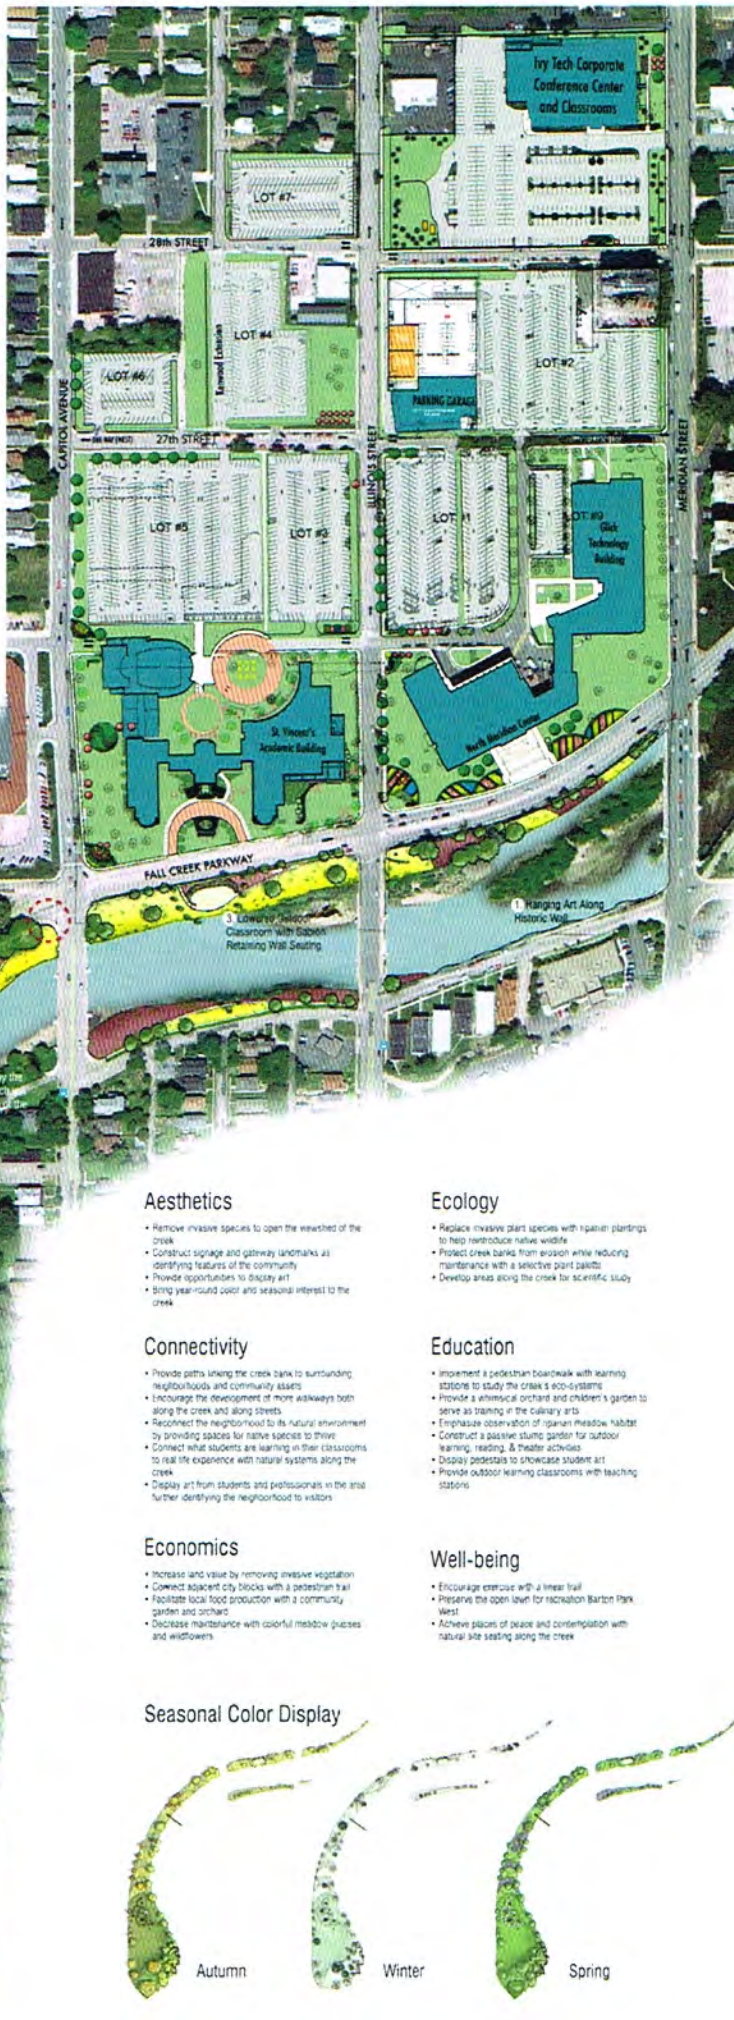 Ivy Tech Corporate
Conference Center
and Classrooms
LOT #7
28th STREET
LOT #4
LOT #6
LOT #2
PARKING GARAGE
CAPITOL AVENUE
27th STREET
ILLINOIS STREET
MERIDIAN STREET
LOT #5
LOT #3
LOT #1
LOT #9
Glick
Technology
Building
St. Vincent's
Academic Building
North Meridian Center
FALL CREEK PARKWAY
3. Lowered Outdoor
Classroom with Gabion
Retaining Wall Seating
1. Hanging Art Along
Historic Wall
Aesthetics
• Remove invasive species to open the viewshed of the
creek
• Construct signage and gateway landmarks as
identifying features of the community
• Provide opportunities to display art
• Bring year-round color and seasonal interest to the
creek
Ecology
• Replace invasive plant species with riparian plantings
to help reintroduce native wildlife
• Protect creek banks from erosion while reducing
maintenance with a selective plant palette
• Develop areas along the creek for scientific study
Connectivity
• Provide paths linking the creek bank to surrounding
neighborhoods and community assets
• Encourage the development of more walkways both
along the creek and along streets
• Reconnect the neighborhood to its natural environment
by providing spaces for native species to thrive
• Connect what students are learning in their classrooms
to real life experience with natural systems along the
creek
• Display art from students and professionals in the area
further identifying the neighborhood to visitors
Education
• Implement a pedestrian boardwalk with learning
stations to study the creek's eco-systems
• Provide a whimsical orchard and children's garden to
serve as training in the culinary arts
• Emphasize observation of riparian meadow habitat
• Construct a passive stump garden for outdoor
learning, reading, & theater activities
• Display pedestals to showcase student art
• Provide outdoor learning classrooms with teaching
stations
Economics
• Increase land value by removing invasive vegetation
• Connect adjacent city blocks with a pedestrian trail
• Facilitate local food production with a community
garden and orchard
• Decrease maintenance with colorful meadow grasses
and wildflowers
Well-being
• Encourage exercise with a linear trail
• Preserve the open lawn for recreation Barton Park
West
• Achieve places of peace and contemplation with
natural site seating along the creek
Seasonal Color Display
Autumn
Winter
Spring